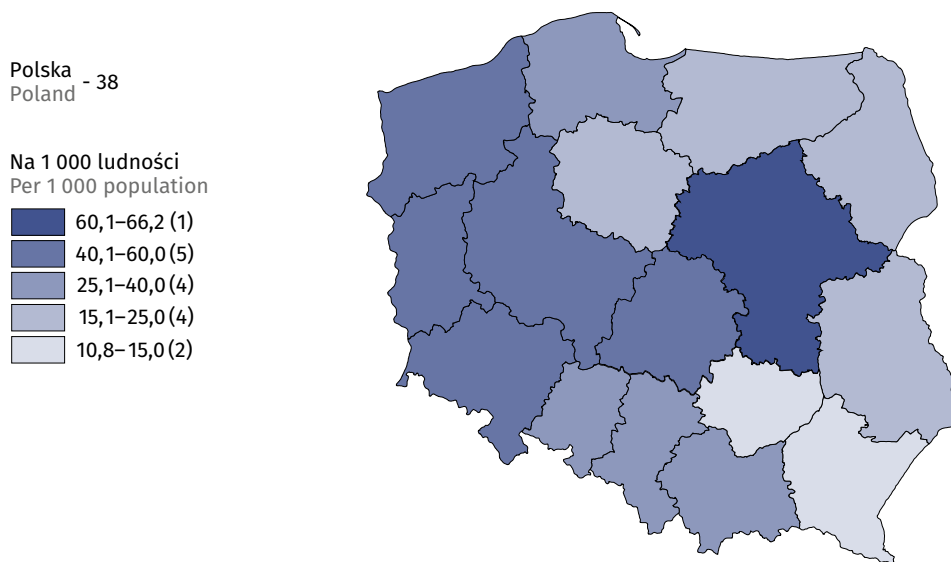 Polska
Poland
- 38
Na 1 000 ludności
Per 1 000 population
60,1–66,2 (1)
40,1–60,0 (5)
25,1–40,0 (4)
15,1–25,0 (4)
10,8–15,0 (2)